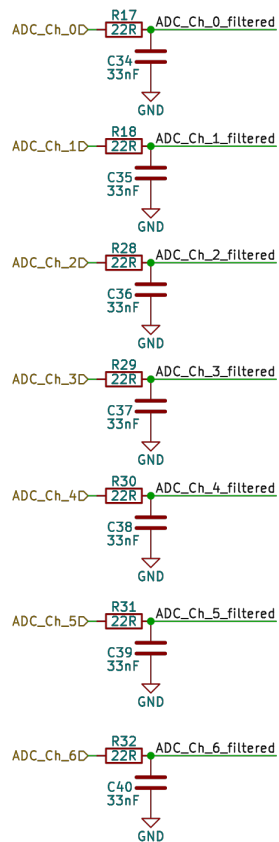 R17
ADC_Ch_0
22R
ADC_Ch_0_filtered
C34
33nF
GND
R18
ADC_Ch_1
22R
ADC_Ch_1_filtered
C35
33nF
GND
R28
ADC_Ch_2
22R
ADC_Ch_2_filtered
C36
33nF
GND
R29
ADC_Ch_3
22R
ADC_Ch_3_filtered
C37
33nF
GND
R30
ADC_Ch_4
22R
ADC_Ch_4_filtered
C38
33nF
GND
R31
ADC_Ch_5
22R
ADC_Ch_5_filtered
C39
33nF
GND
R32
ADC_Ch_6
22R
ADC_Ch_6_filtered
C40
33nF
GND